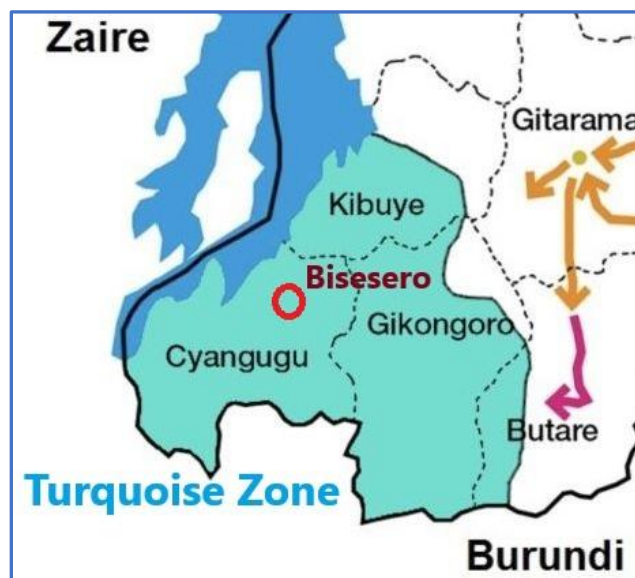 Zaire
Gitarama
Kibuye
Bisesero
Gikongoro
Cyangugu
Butare
Turquoise Zone
Burundi